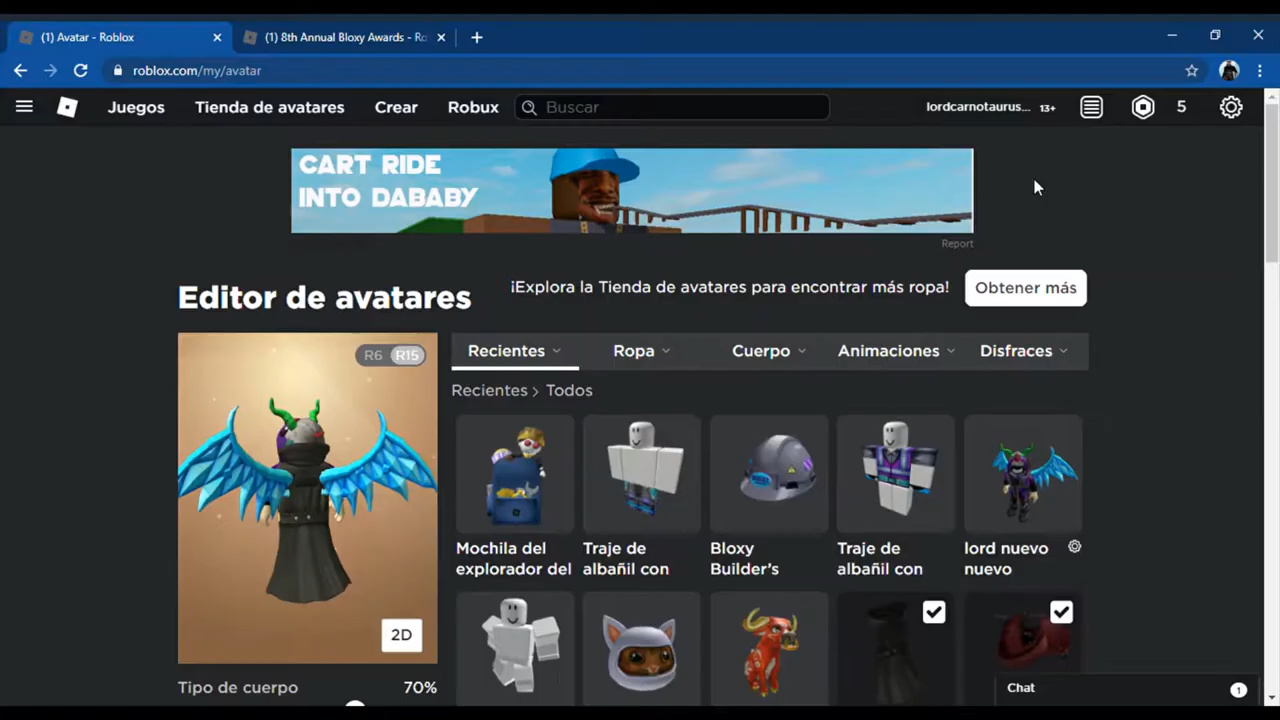 (1) Avatar - Roblox
(1) 8th Annual Bloxy Awards - Ro
roblox.com/my/avatar
Juegos
Tienda de avatares
Crear
Robux
Buscar
lordcarnotaurus... 13+
5
CART RIDE
INTO DABABY
Report
Editor de avatares
¡Explora la Tienda de avatares para encontrar más ropa!
Obtener más
R6 R15
2D
Tipo de cuerpo 70%
Recientes
Ropa
Cuerpo
Animaciones
Disfraces
Recientes > Todos
Mochila del
explorador del
Traje de
albañil con
Bloxy
Builder's
Traje de
albañil con
lord nuevo
nuevo
Chat
1